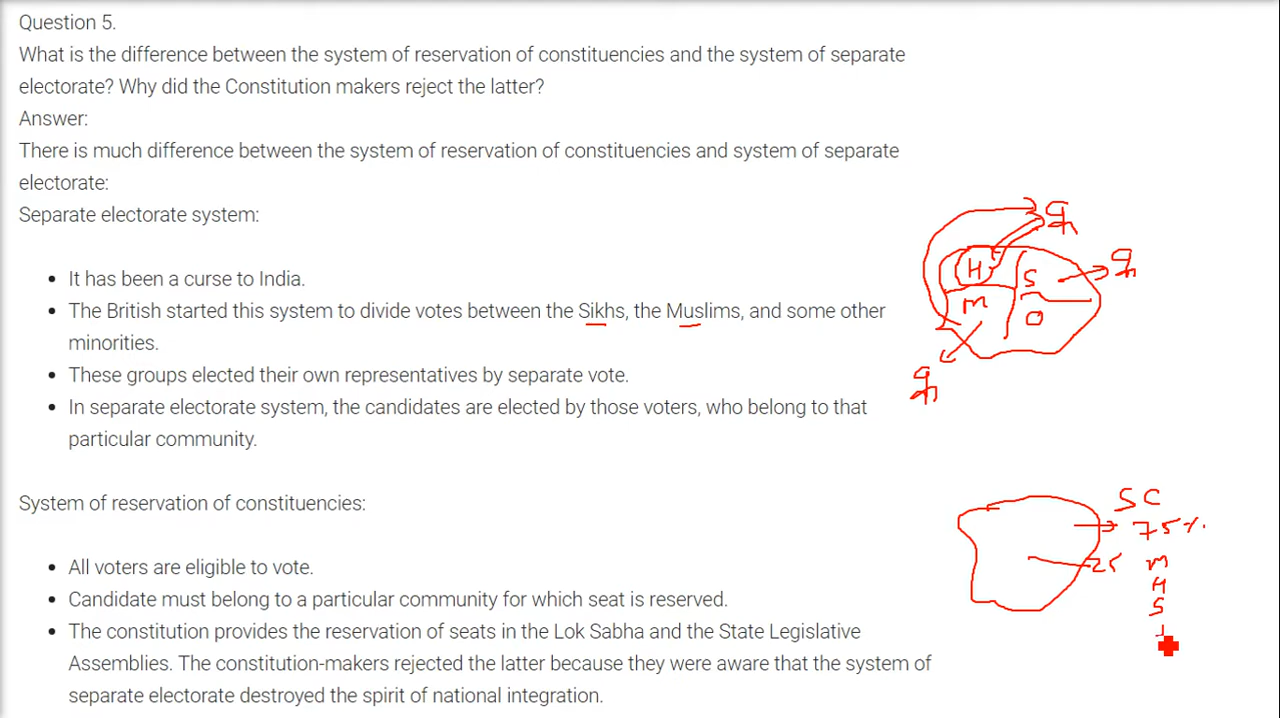 Question 5.
What is the difference between the system of reservation of constituencies and the system of separate
electorate? Why did the Constitution makers reject the latter?
Answer:
There is much difference between the system of reservation of constituencies and system of separate
electorate:
Separate electorate system:
• It has been a curse to India.
• The British started this system to divide votes between the Sikhs, the Muslims, and some other
minorities.
• These groups elected their own representatives by separate vote.
• In separate electorate system, the candidates are elected by those voters, who belong to that
particular community.
H
S
M
O
System of reservation of constituencies:
• All voters are eligible to vote.
• Candidate must belong to a particular community for which seat is reserved.
• The constitution provides the reservation of seats in the Lok Sabha and the State Legislative
Assemblies. The constitution-makers rejected the latter because they were aware that the system of
separate electorate destroyed the spirit of national integration.
SC
75%.
25 M
H
S